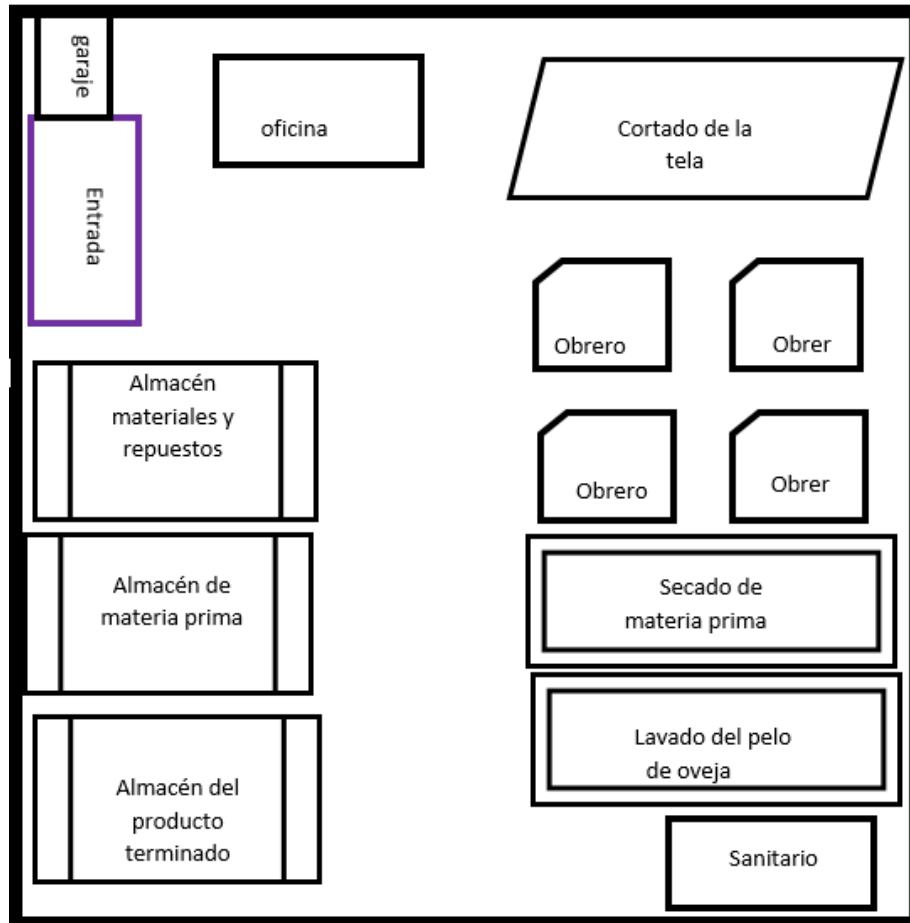 garaje
oficina
Cortado de la
tela
Entrada
Obrero
Obrer
Almacén
materiales y
repuestos
Obrero
Obrer
Almacén de
materia prima
Secado de
materia prima
Lavado del pelo
de oveja
Almacén del
producto
terminado
Sanitario